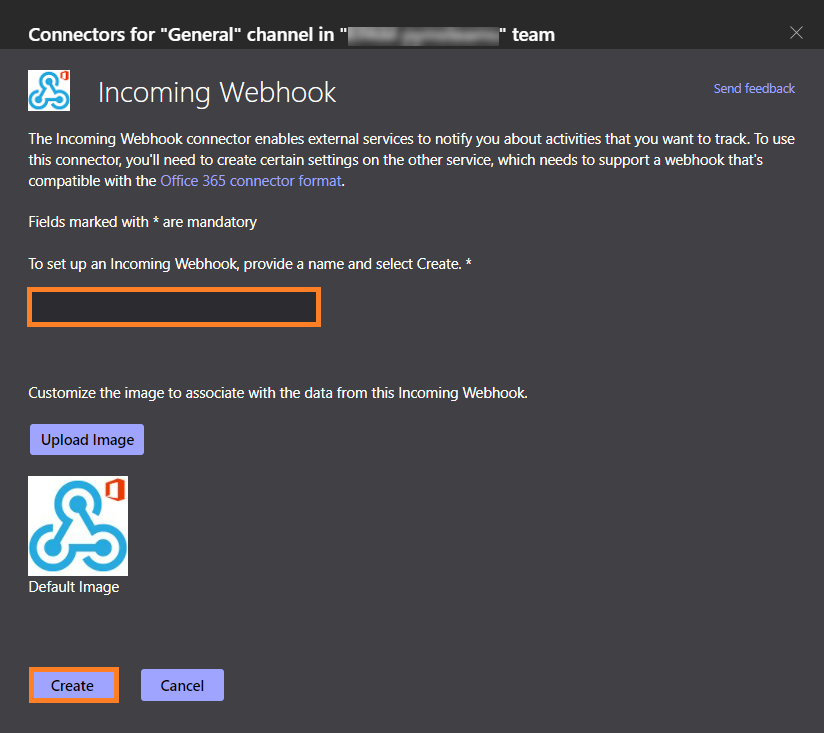 Connectors for "General" channel in " " team
Incoming Webhook
Send feedback
The Incoming Webhook connector enables external services to notify you about activities that you want to track. To use
this connector, you'll need to create certain settings on the other service, which needs to support a webhook that's
compatible with the Office 365 connector format.
Fields marked with * are mandatory
To set up an Incoming Webhook, provide a name and select Create. *
Customize the image to associate with the data from this Incoming Webhook.
Upload Image
Default Image
Create
Cancel